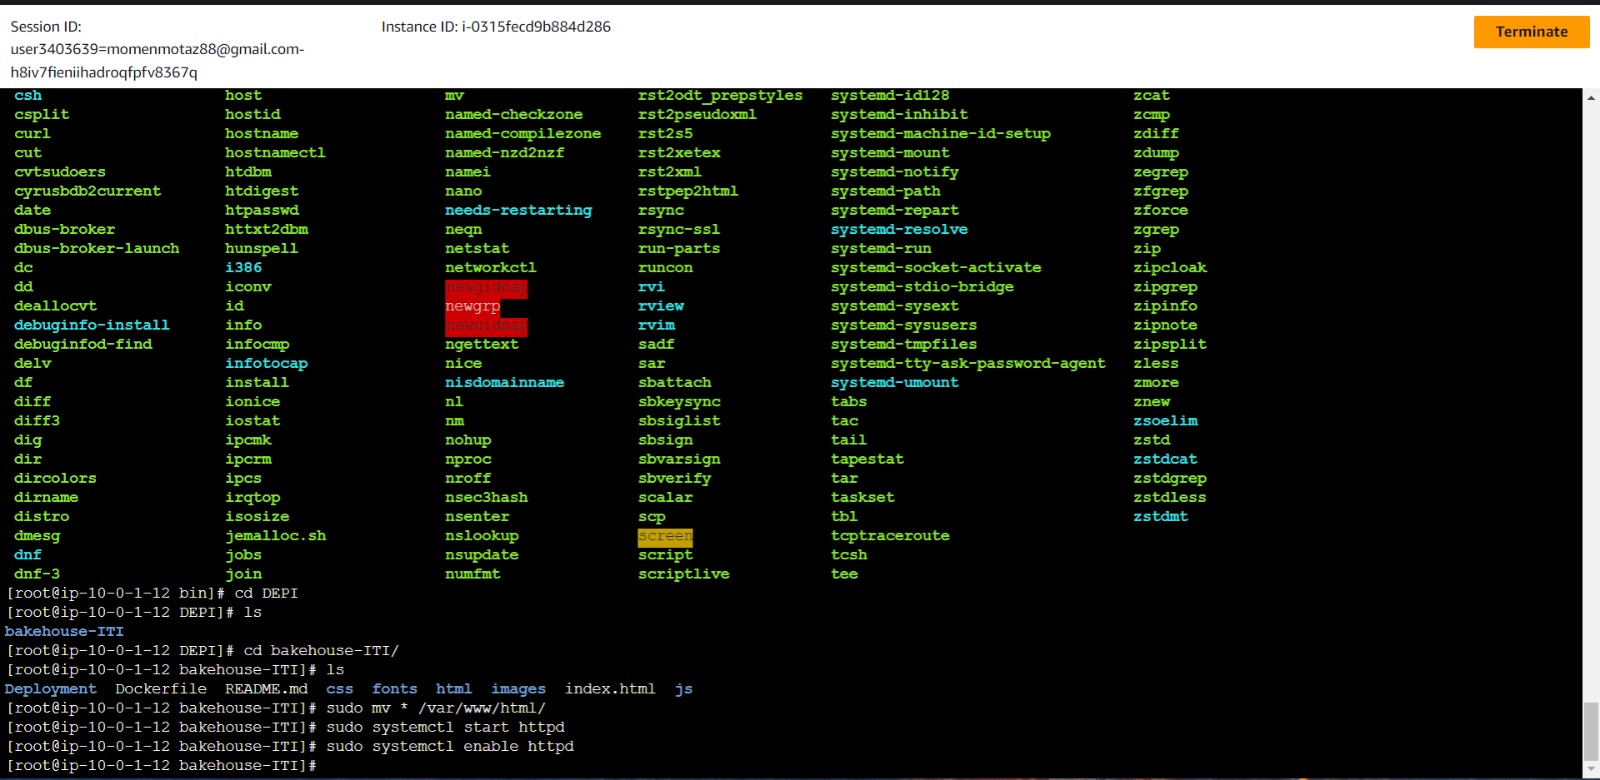 Session ID: Instance ID: i-0315fecd9b884d286 Terminate
user3403639=momenmotaz88@gmail.com-
h8iv7fieniihadroqfpfv8367q
csh host mv rst2odt_prepstyles systemd-id128 zcat
csplit hostid named-checkzone rst2pseudoxml systemd-inhibit zcmp
curl hostname named-compilezone rst2s5 systemd-machine-id-setup zdiff
cut hostnamectl named-nzd2nzf rst2xetex systemd-mount zdump
cvtsudoers htdbm namei rst2xml systemd-notify zegrep
cyrusbdb2current htdigest nano rstpep2html systemd-path zfgrep
date htpasswd needs-restarting rsync systemd-repart zforce
dbus-broker httxt2dbm neqn rsync-ssl systemd-resolve zgrep
dbus-broker-launch hunspell netstat run-parts systemd-run zip
dc i386 networkctl runcon systemd-socket-activate zipcloak
dd iconv newgidmap rvi systemd-stdio-bridge zipgrep
deallocvt id newgrp rview systemd-sysext zipinfo
debuginfo-install info newuidmap rvim systemd-sysusers zipnote
debuginfod-find infocmp ngettext sadf systemd-tmpfiles zipsplit
delv infotocap nice sar systemd-tty-ask-password-agent zless
df install nisdomainname sbattach systemd-umount zmore
diff ionice nl sbkeysync tabs znew
diff3 iostat nm sbsiglist tac zsoelim
dig ipcmk nohup sbsign tail zstd
dir ipcrm nproc sbvarsign tapestat zstdcat
dircolors ipcs nroff sbverify tar zstdgrep
dirname irqtop nsec3hash scalar taskset zstdless
distro isosize nsenter scp tbl zstdmt
dmesg jemalloc.sh nslookup screen tcptraceroute
dnf jobs nsupdate script tcsh
dnf-3 join numfmt scriptlive tee
[root@ip-10-0-1-12 bin]# cd DEPI
[root@ip-10-0-1-12 DEPI]# ls
bakehouse-ITI
[root@ip-10-0-1-12 DEPI]# cd bakehouse-ITI/
[root@ip-10-0-1-12 bakehouse-ITI]# ls
Deployment Dockerfile README.md css fonts html images index.html js
[root@ip-10-0-1-12 bakehouse-ITI]# sudo mv * /var/www/html/
[root@ip-10-0-1-12 bakehouse-ITI]# sudo systemctl start httpd
[root@ip-10-0-1-12 bakehouse-ITI]# sudo systemctl enable httpd
[root@ip-10-0-1-12 bakehouse-ITI]#